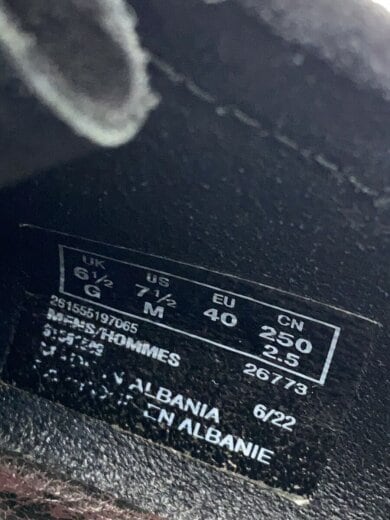 UK US EU CN
6½ 7½ 40 250
G M 2.5
261555197065 26773
MENS/HOMMES
ALBANIA 6/22
EN ALBANIE